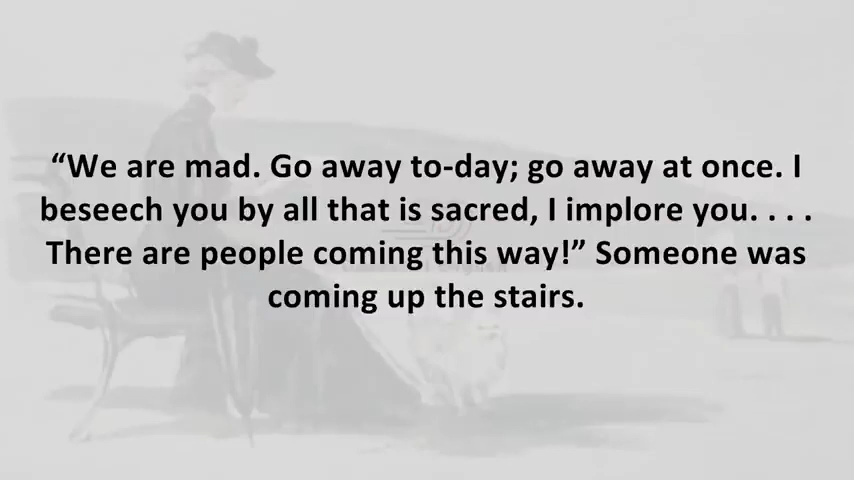 “We are mad. Go away to-day; go away at once. I
beseech you by all that is sacred, I implore you. . . .
There are people coming this way!” Someone was
coming up the stairs.